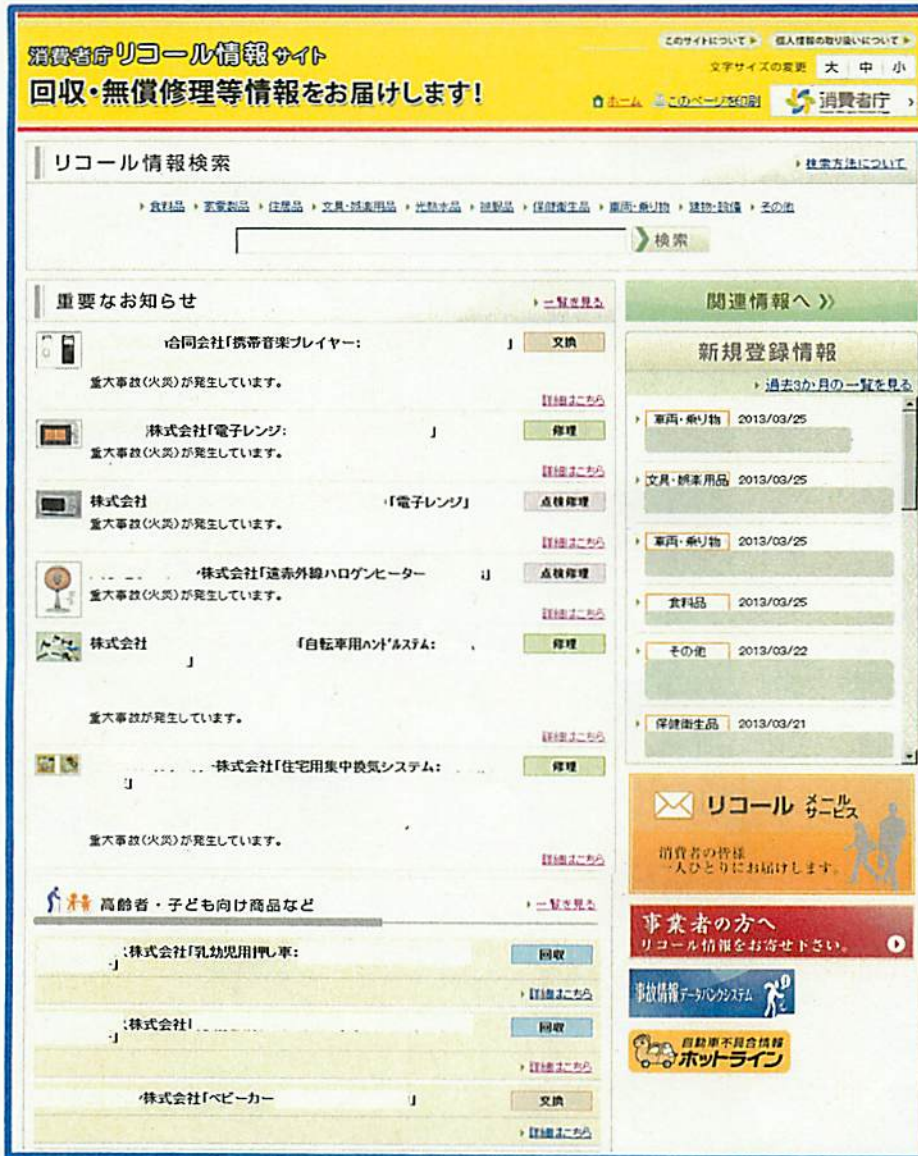 このサイトについて
個人情報の取り扱いについて
消費者庁リコール情報サイト
文字サイズの変更 大 中 小
回収・無償修理等情報をお届けします!
ホーム このページを印刷 消費者庁
リコール情報検索
検索方法について
食料品 家電製品 住居品 文具・娯楽用品 光熱水品 被服品 保健衛生品 車両・乗り物 建物・設備 その他
検索
重要なお知らせ
一覧を見る
合同会社「携帯音楽プレイヤー: 」 交換
重大事故(火災)が発生しています。
詳細はこちら
株式会社「電子レンジ: 」 修理
重大事故(火災)が発生しています。
詳細はこちら
株式会社 「電子レンジ」 点検修理
重大事故(火災)が発生しています。
詳細はこちら
株式会社「遠赤外線ハロゲンヒーター 」 点検修理
重大事故(火災)が発生しています。
詳細はこちら
株式会社 「自転車用ハンドルステム: 修理
」
重大事故が発生しています。
詳細はこちら
株式会社「住宅用集中換気システム: 修理
」
重大事故(火災)が発生しています。
詳細はこちら
高齢者・子ども向け商品など
一覧を見る
株式会社「乳幼児用押し車: 回収
」
詳細はこちら
株式会社「 回収
」
詳細はこちら
株式会社「ベビーカー 」 交換
詳細はこちら
関連情報へ
新規登録情報
過去3か月の一覧を見る
車両・乗り物 2013/03/25
文具・娯楽用品 2013/03/25
車両・乗り物 2013/03/25
食料品 2013/03/25
その他 2013/03/22
保健衛生品 2013/03/21
リコール メールサービス
消費者の皆様
一人ひとりにお届けします。
事業者の方へ
リコール情報をお寄せ下さい。
事故情報データバンクシステム
自動車不具合情報
ホットライン